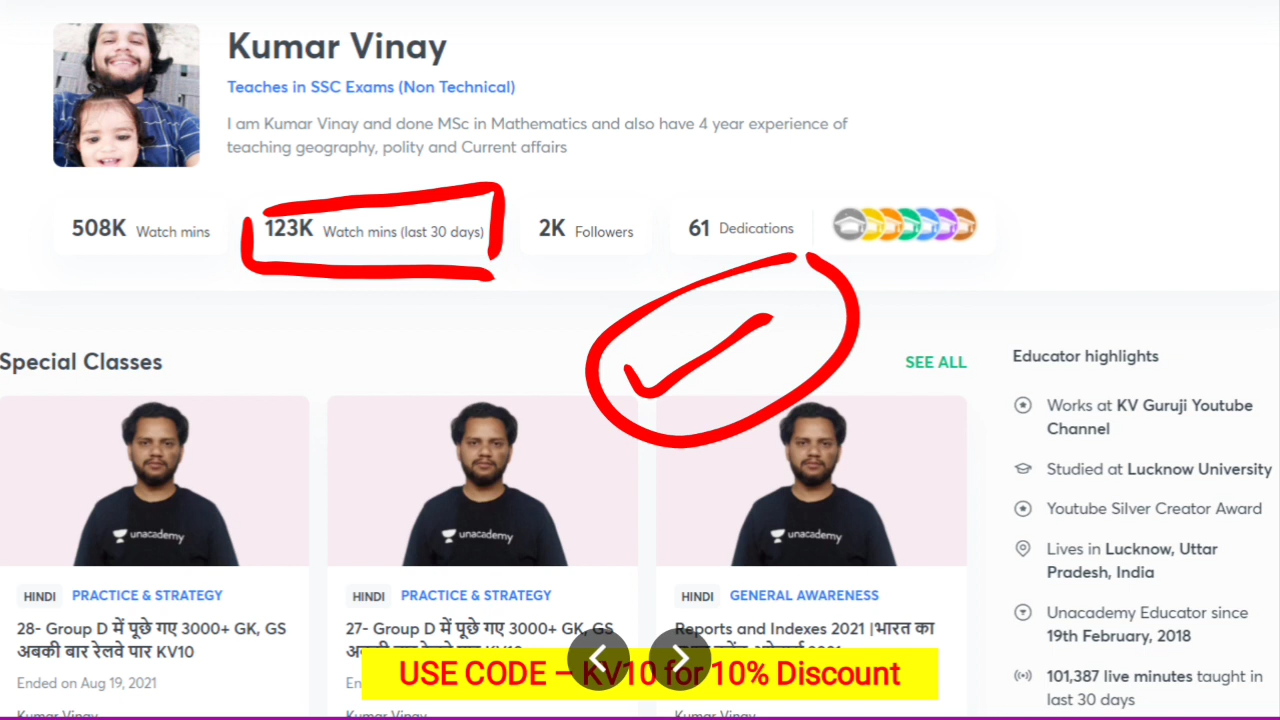 Kumar Vinay
Teaches in SSC Exams (Non Technical)
I am Kumar Vinay and done MSc in Mathematics and also have 4 year experience of
teaching geography, polity and Current affairs
508K Watch mins
123K Watch mins (last 30 days)
2K Followers
61 Dedications
Special Classes
SEE ALL
unacademy
HINDI PRACTICE & STRATEGY
28- Group D में पूछे गए 3000+ GK, GS
अबकी बार रेलवे पार KV10
Ended on Aug 19, 2021
Kumar Vinay
unacademy
HINDI PRACTICE & STRATEGY
27- Group D में पूछे गए 3000+ GK, GS
Kumar Vinay
unacademy
HINDI GENERAL AWARENESS
Reports and Indexes 2021 |भारत का
Kumar Vinay
USE CODE – KV10 for 10% Discount
Educator highlights
Works at KV Guruji Youtube
Channel
Studied at Lucknow University
Youtube Silver Creator Award
Lives in Lucknow, Uttar
Pradesh, India
Unacademy Educator since
19th February, 2018
101,387 live minutes taught in
last 30 days